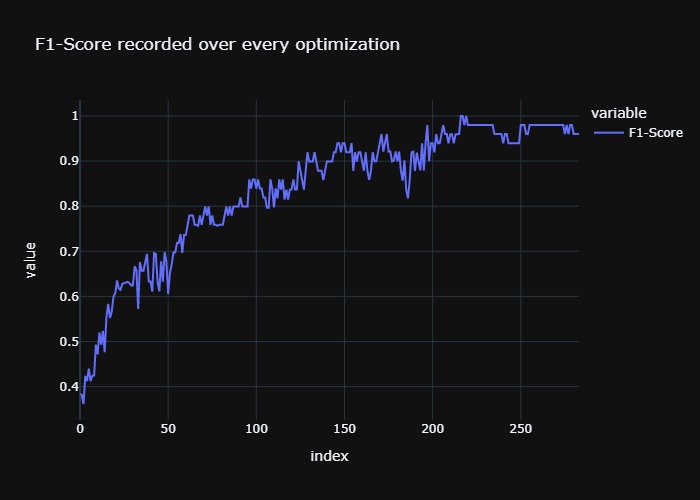 F1-Score recorded over every optimization
variable
F1-Score
1
0.9
0.8
0.7
0.6
0.5
0.4
value
0
50
100
150
200
250
index